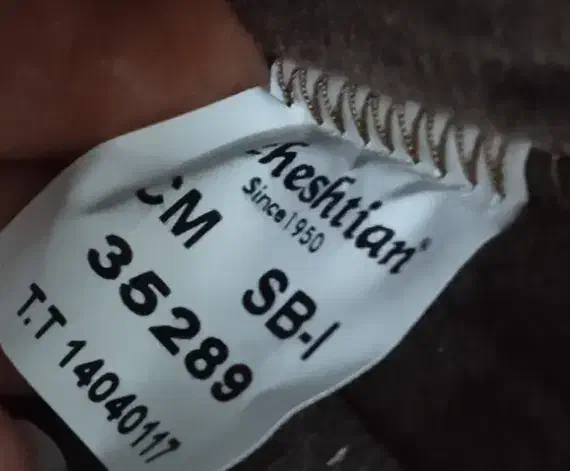 heshtian®
Since1950
CM SB-I
35289
T.T 14040117